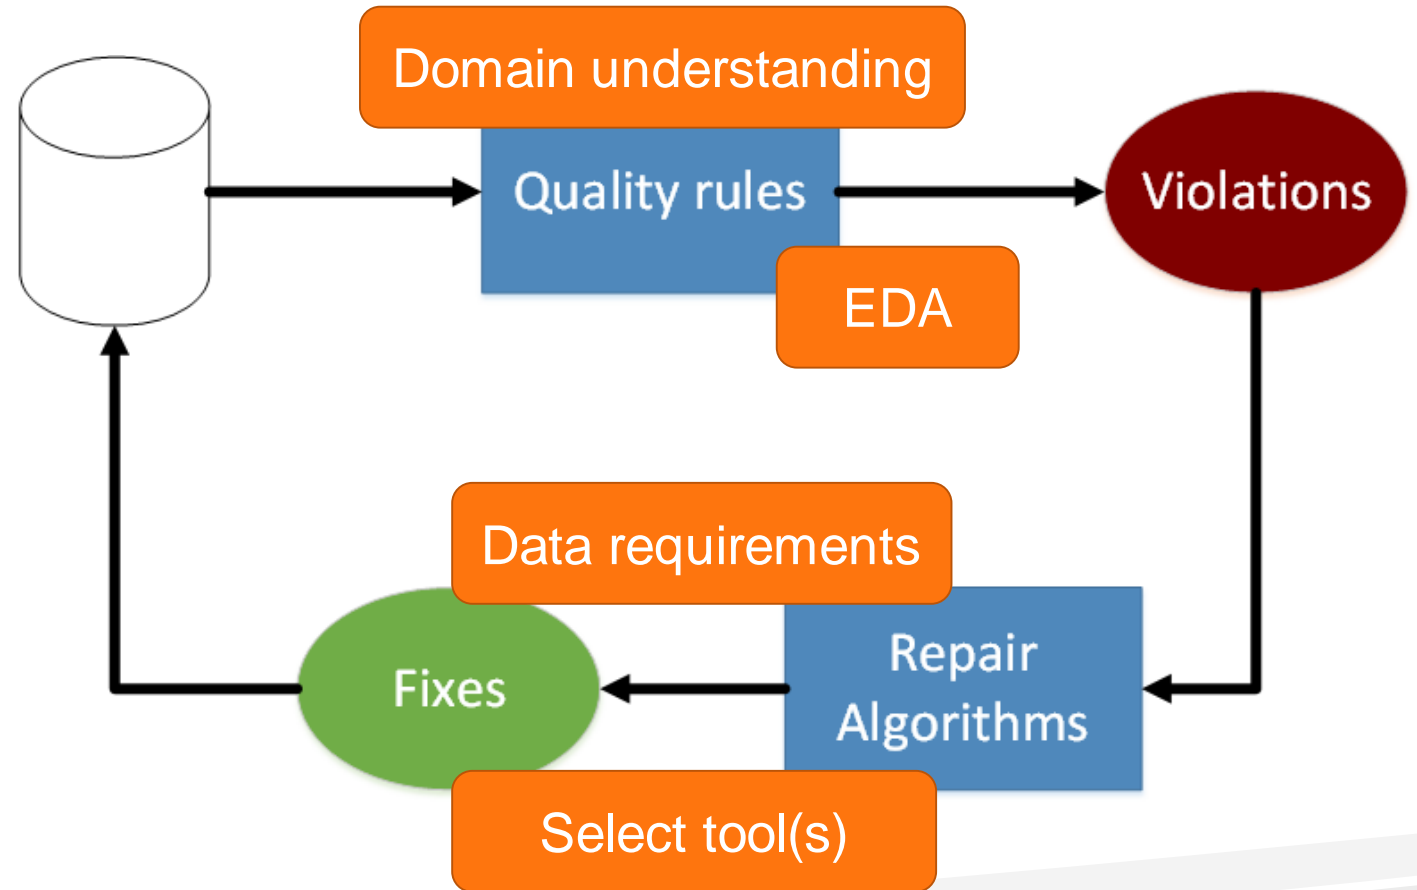 Domain understanding
Quality rules
Violations
EDA
Data requirements
Repair
Algorithms
Fixes
Select tool(s)